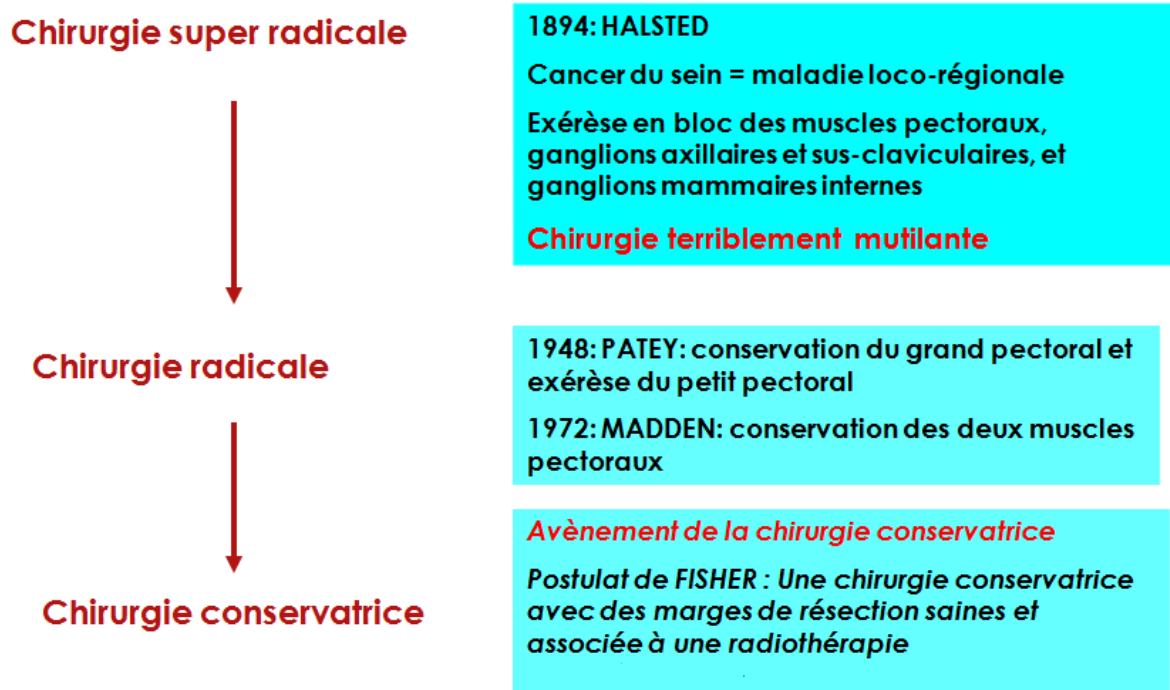 Chirurgie super radicale
1894: HALSTED
Cancer du sein = maladie loco-régionale
Exérèse en bloc des muscles pectoraux,
ganglions axillaires et sus-claviculaires, et
ganglions mammaires internes
Chirurgie terriblement mutilante
Chirurgie radicale
1948: PATEY: conservation du grand pectoral et
exérèse du petit pectoral
1972: MADDEN: conservation des deux muscles
pectoraux
Chirurgie conservatrice
Avènement de la chirurgie conservatrice
Postulat de FISHER : Une chirurgie conservatrice
avec des marges de résection saines et
associée à une radiothérapie